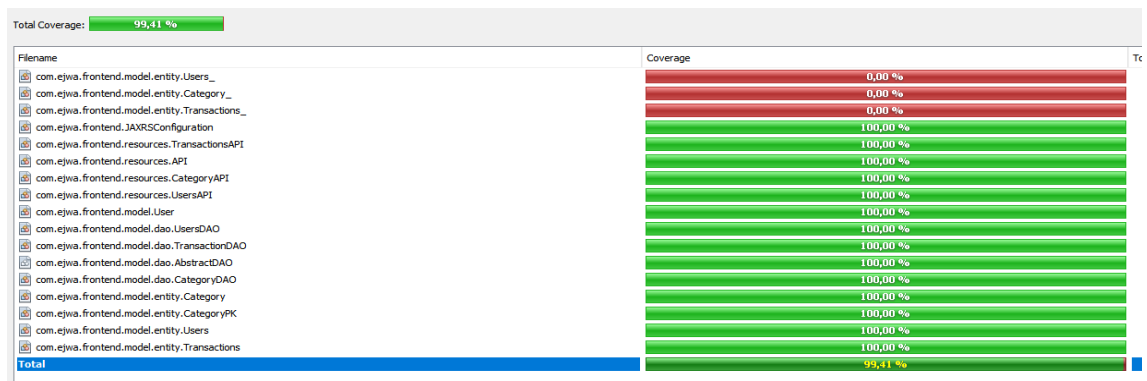 Total Coverage: 99,41 %
Filename Coverage To
com.ejwa.frontend.model.entity.Users_ 0,00 %
com.ejwa.frontend.model.entity.Category_ 0,00 %
com.ejwa.frontend.model.entity.Transactions_ 0,00 %
com.ejwa.frontend.JAXRSConfiguration 100,00 %
com.ejwa.frontend.resources.TransactionsAPI 100,00 %
com.ejwa.frontend.resources.API 100,00 %
com.ejwa.frontend.resources.CategoryAPI 100,00 %
com.ejwa.frontend.resources.UsersAPI 100,00 %
com.ejwa.frontend.model.User 100,00 %
com.ejwa.frontend.model.dao.UsersDAO 100,00 %
com.ejwa.frontend.model.dao.TransactionDAO 100,00 %
com.ejwa.frontend.model.dao.AbstractDAO 100,00 %
com.ejwa.frontend.model.dao.CategoryDAO 100,00 %
com.ejwa.frontend.model.entity.Category 100,00 %
com.ejwa.frontend.model.entity.CategoryPK 100,00 %
com.ejwa.frontend.model.entity.Users 100,00 %
com.ejwa.frontend.model.entity.Transactions 100,00 %
Total 99,41 %